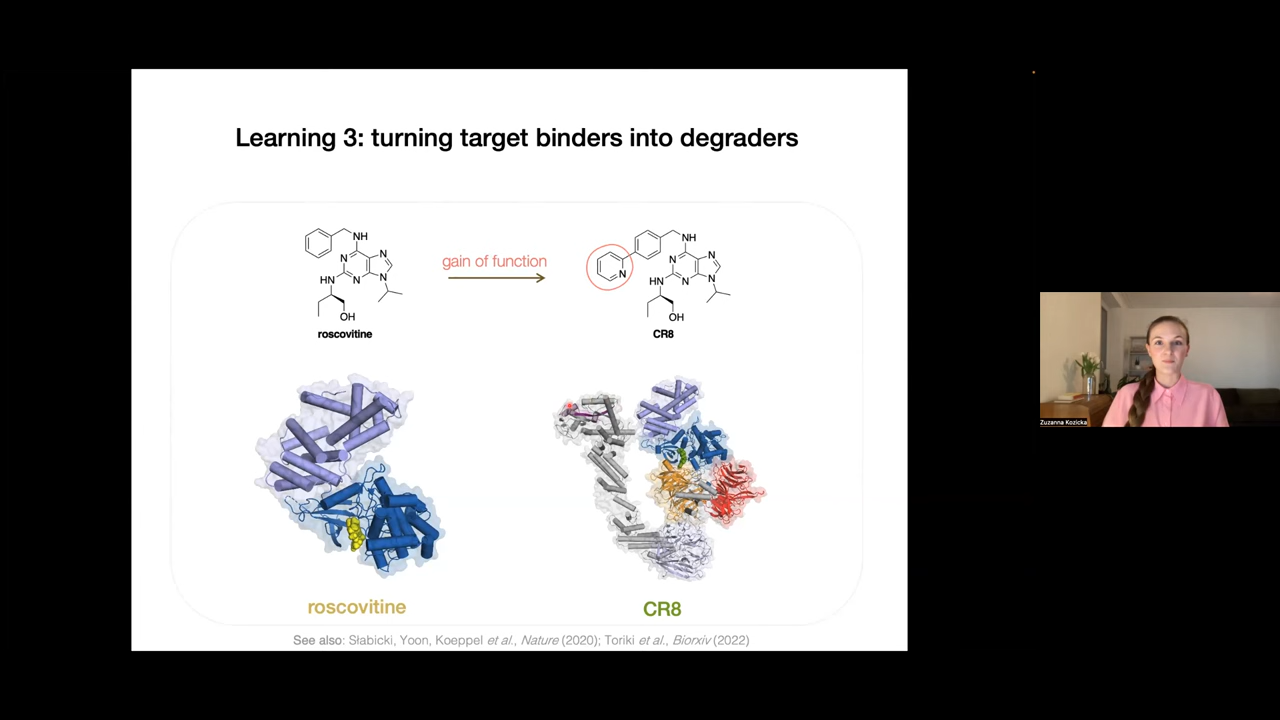 Learning 3: turning target binders into degraders
gain of function
NH
N
N
N
N
HN
OH
roscovitine
NH
N
N
N
N
N
HN
OH
CR8
roscovitine
CR8
See also: Słabicki, Yoon, Koeppel et al., Nature (2020); Toriki et al., Biorxiv (2022)
Zuzanna Kozicka